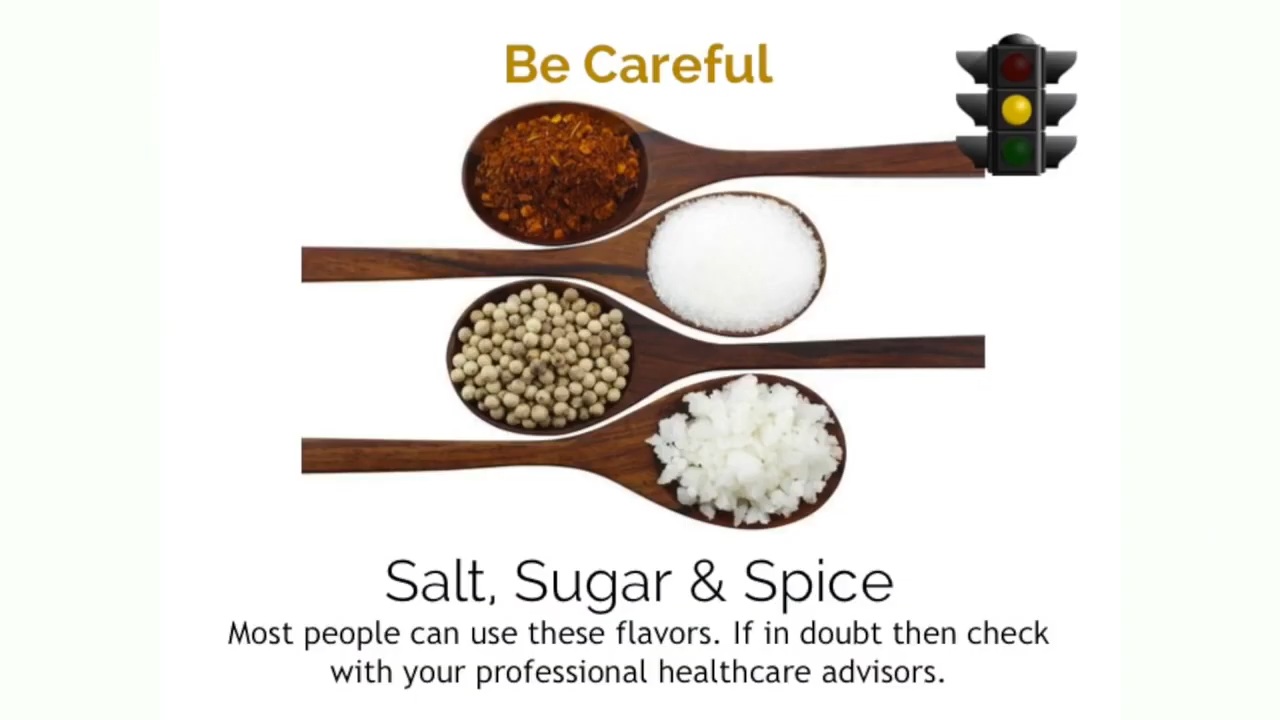 Be Careful
Salt, Sugar & Spice
Most people can use these flavors. If in doubt then check
with your professional healthcare advisors.